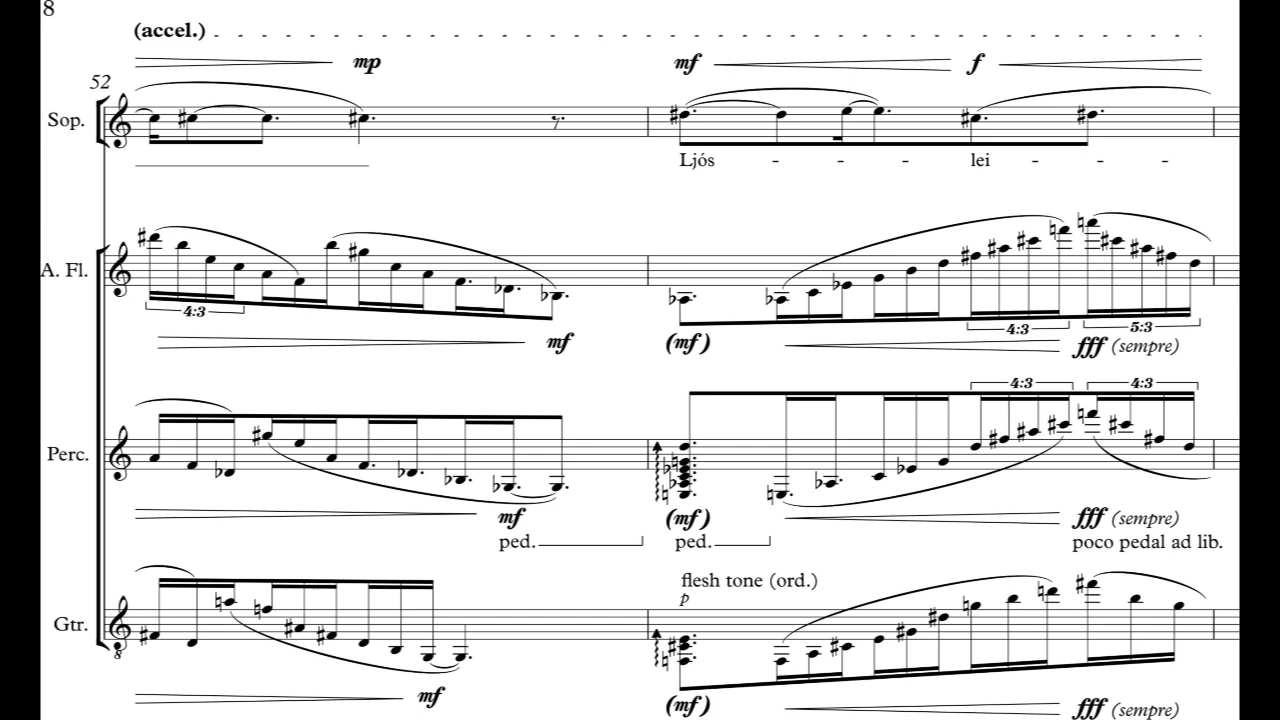 8
(accel.)
mp mf f
52
Sop.
Ljós - - - lei - - -
A. Fl.
4:3 4:3 5:3
mf (mf) fff (sempre)
4:3 4:3
Perc.
mf (mf) fff (sempre)
ped. ped. poco pedal ad lib.
flesh tone (ord.)
p
Gtr.
8
mf (mf) fff (sempre)